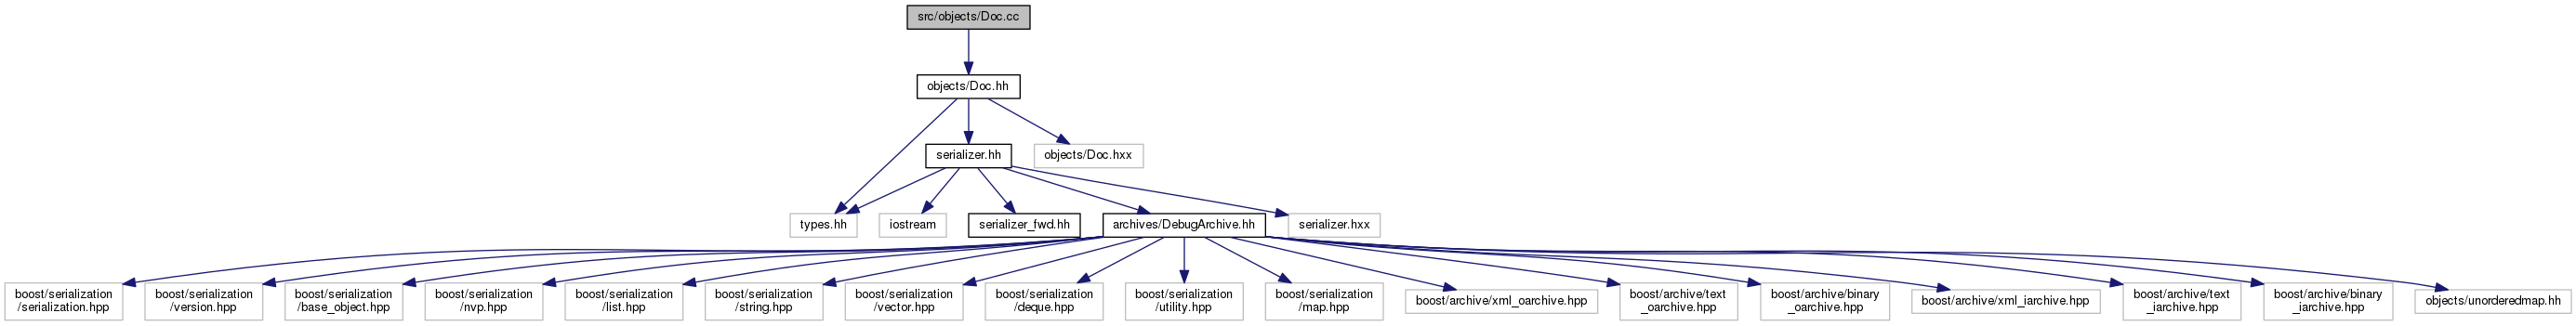 src/objects/Doc.cc
objects/Doc.hh
serializer.hh
objects/Doc.hxx
types.hh
iostream
serializer_fwd.hh
archives/DebugArchive.hh
serializer.hxx
boost/serialization
/serialization.hpp
boost/serialization
/version.hpp
boost/serialization
/base_object.hpp
boost/serialization
/nvp.hpp
boost/serialization
/list.hpp
boost/serialization
/string.hpp
boost/serialization
/vector.hpp
boost/serialization
/deque.hpp
boost/serialization
/utility.hpp
boost/serialization
/map.hpp
boost/archive/xml_oarchive.hpp
boost/archive/text
_oarchive.hpp
boost/archive/binary
_oarchive.hpp
boost/archive/xml_iarchive.hpp
boost/archive/text
_iarchive.hpp
boost/archive/binary
_iarchive.hpp
objects/unorderedmap.hh